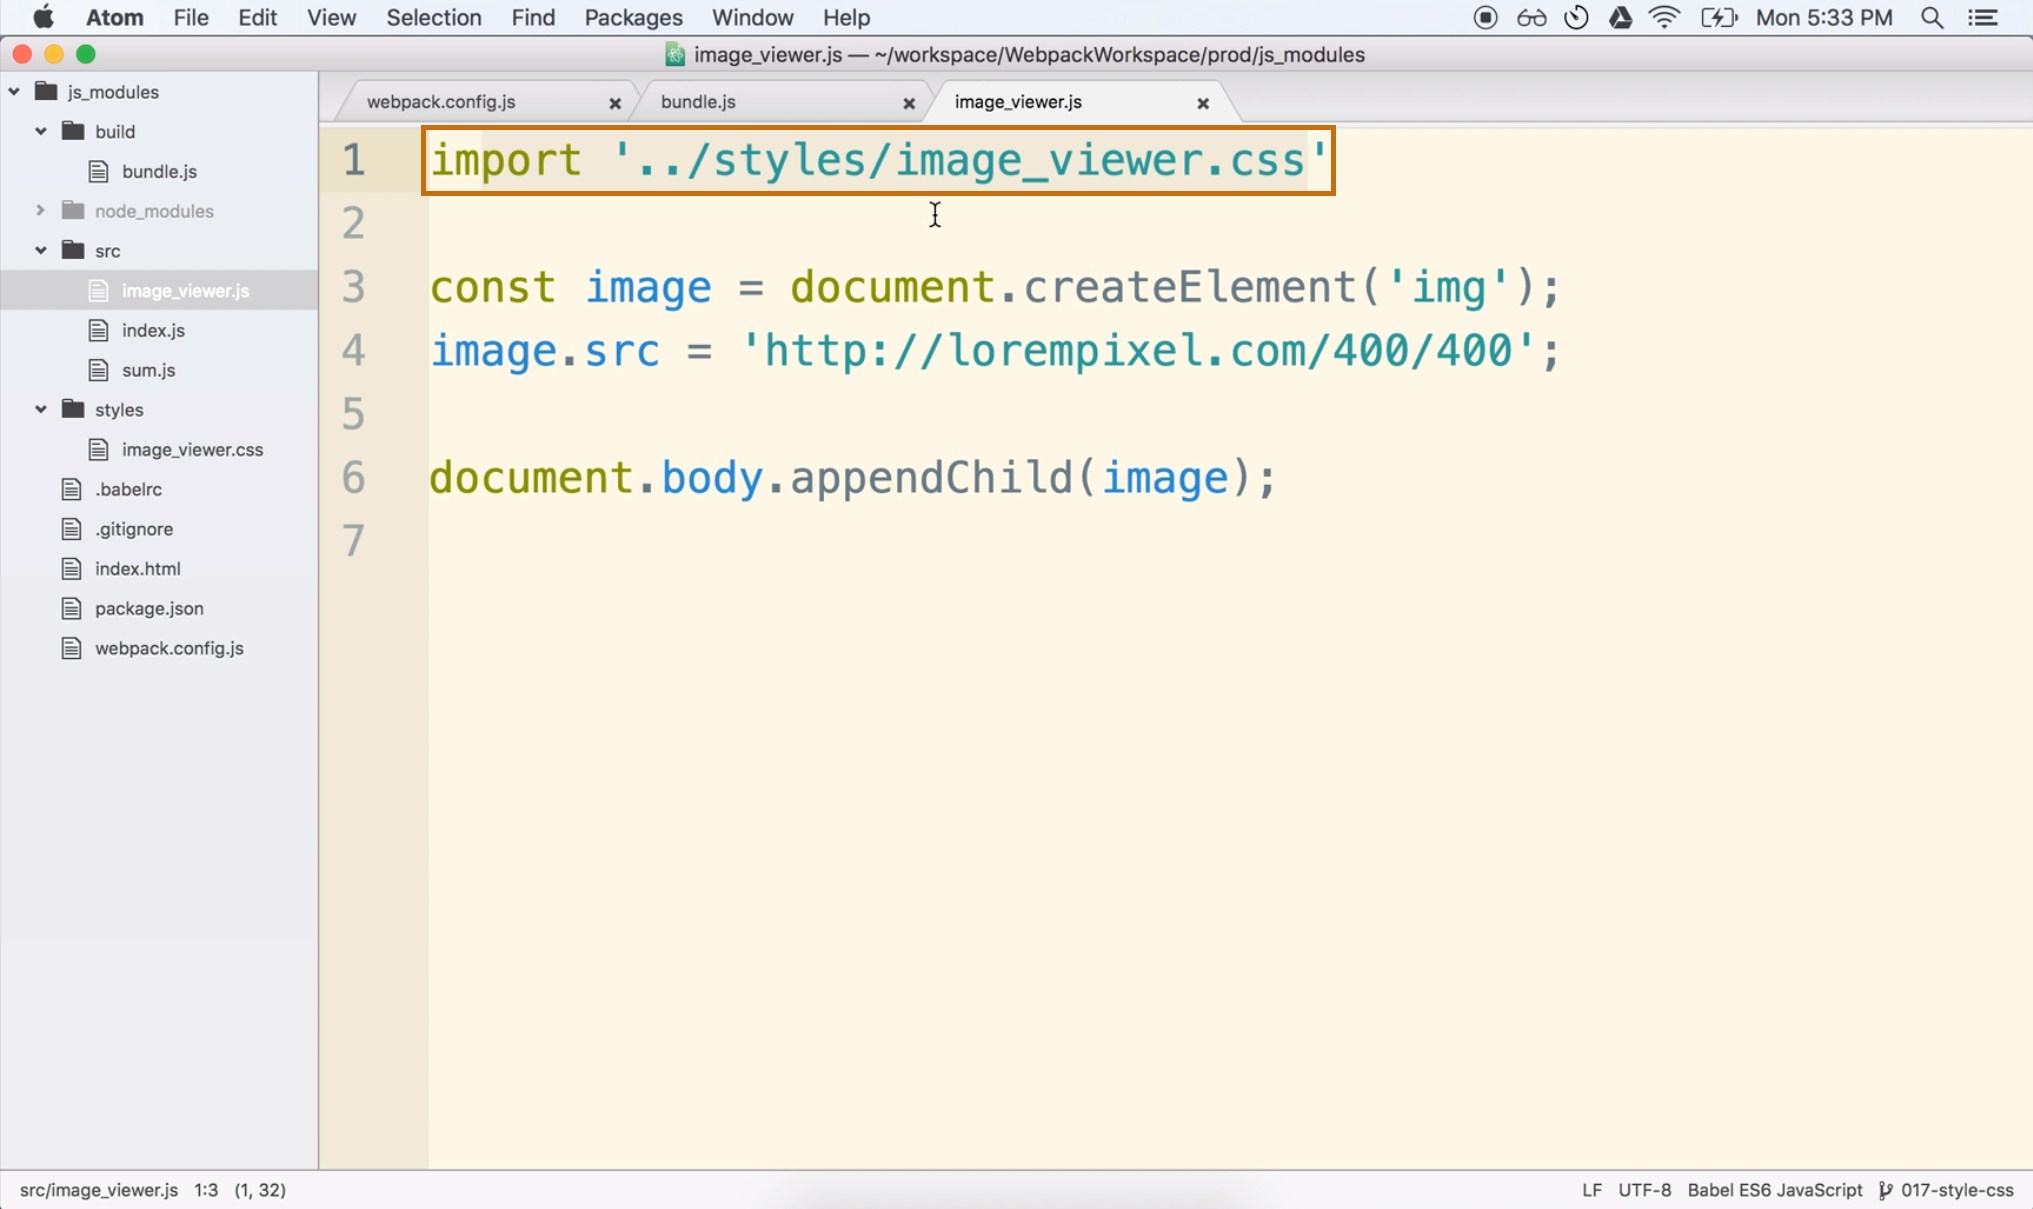 Atom File Edit View Selection Find Packages Window Help Mon 5:33 PM
image_viewer.js — ~/workspace/WebpackWorkspace/prod/js_modules
js_modules
build
bundle.js
node_modules
src
image_viewer.js
index.js
sum.js
styles
image_viewer.css
.babelrc
.gitignore
index.html
package.json
webpack.config.js
webpack.config.js bundle.js image_viewer.js
1 import '../styles/image_viewer.css'
2
3 const image = document.createElement('img');
4 image.src = 'http://lorempixel.com/400/400';
5
6 document.body.appendChild(image);
7
src/image_viewer.js 1:3 (1, 32) LF UTF-8 Babel ES6 JavaScript 017-style-css